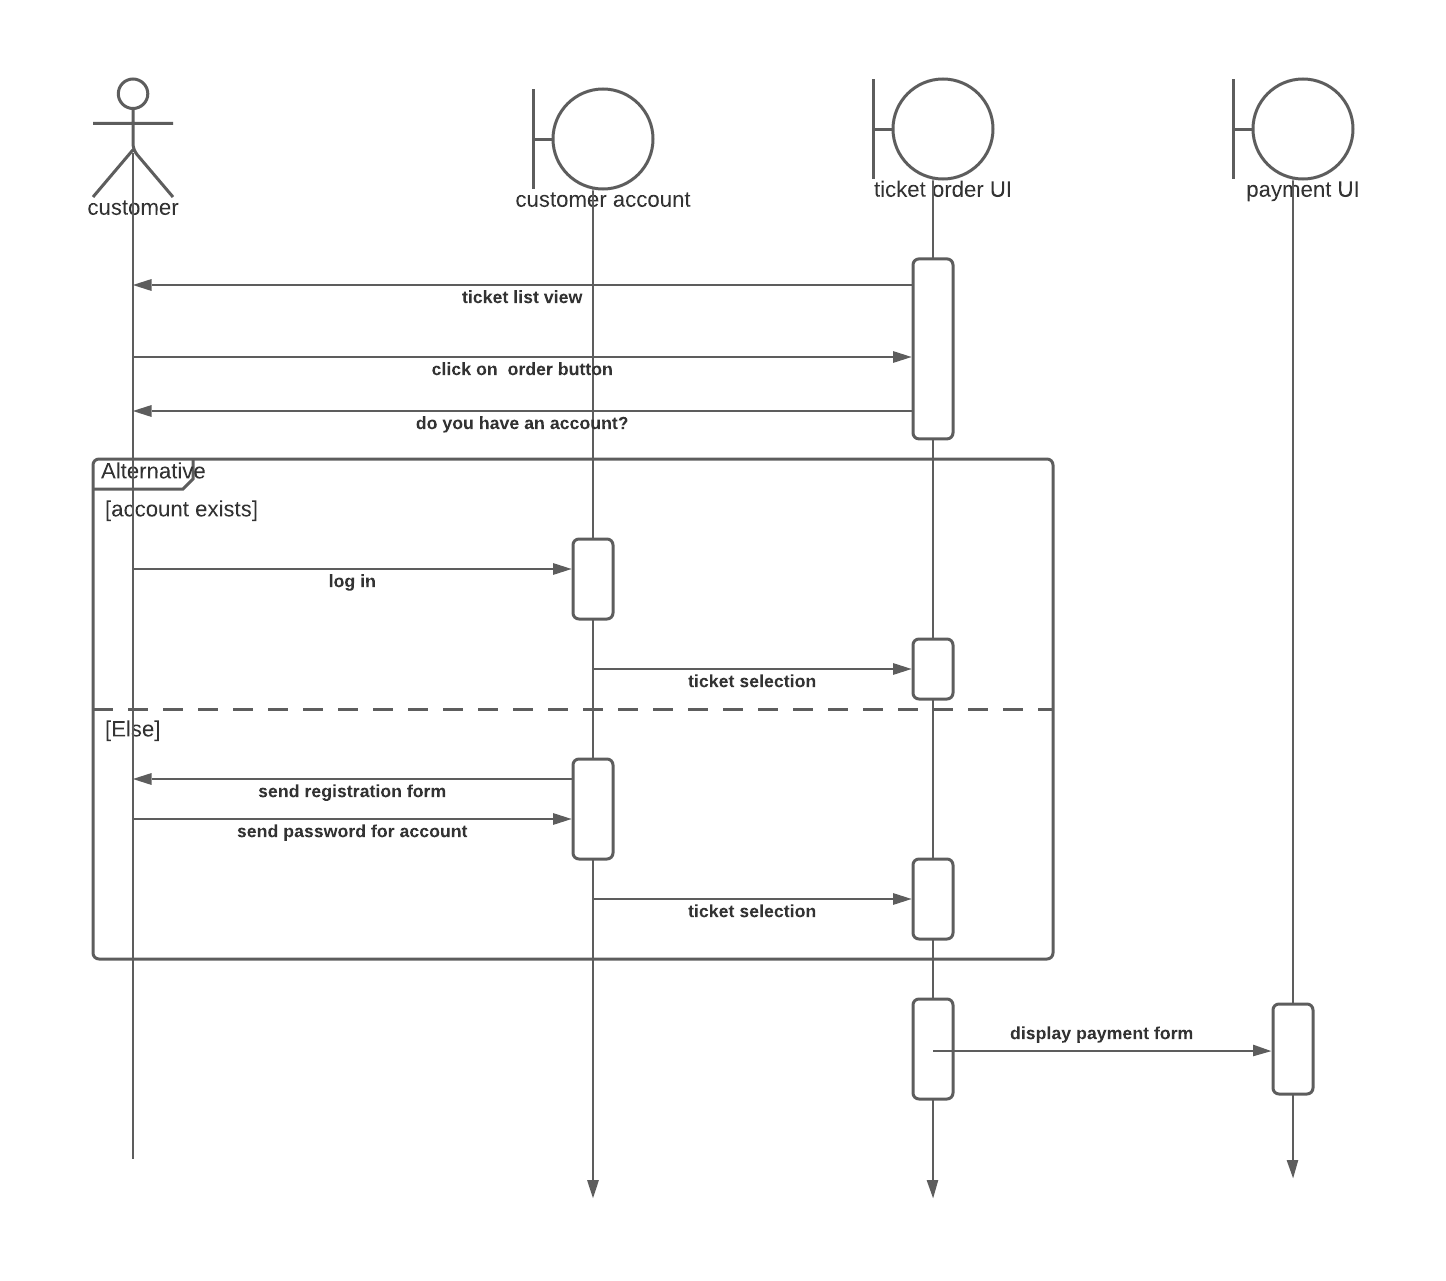 customer
customer account
ticket order UI
payment UI
ticket list view
click on  order button
do you have an account?
Alternative
[account exists]
log in
ticket selection
[Else]
send registration form
send password for account
ticket selection
display payment form